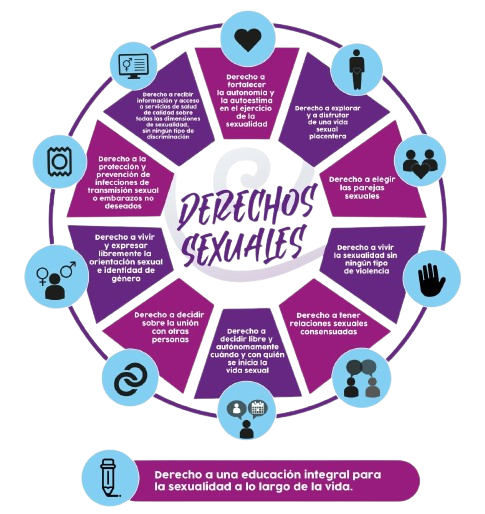 DERECHOS
SEXUALES
Derecho a
fortalecer
la autonomía y
la autoestima
en el ejercicio
de la
sexualidad
Derecho a explorar
y a disfrutar
de una vida
sexual
placentera
Derecho a elegir
las parejas
sexuales
Derecho a vivir
la sexualidad sin
ningún tipo
de violencia
Derecho a tener
relaciones sexuales
consensuadas
Derecho a
decidir libre y
autónomamente
cuándo y con quién
se inicia la
vida sexual
Derecho a decidir
sobre la unión
con otras
personas
Derecho a vivir
y expresar
libremente la
orientación sexual
e identidad de
género
Derecho a la
protección y
prevención de
infecciones de
transmisión sexual
o embarazos no
deseados
Derecho a recibir
información y acceso
a servicios de salud
de calidad sobre
todas las dimensiones
de sexualidad,
sin ningún tipo de
discriminación
Derecho a una educación integral para
la sexualidad a lo largo de la vida.